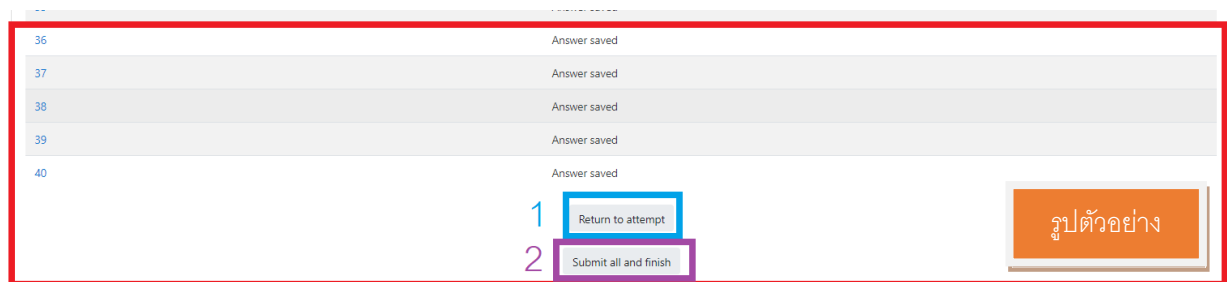 36 Answer saved
37 Answer saved
38 Answer saved
39 Answer saved
40 Answer saved
1 Return to attempt
2 Submit all and finish
รูปตัวอย่าง